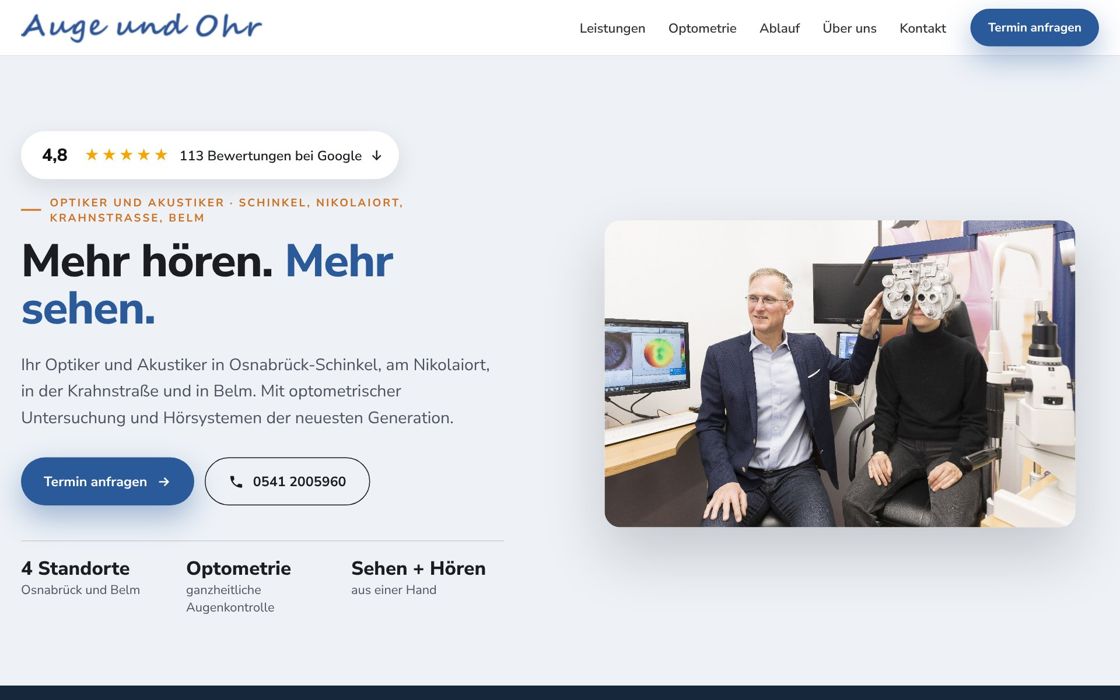 Auge und Ohr
Leistungen
Optometrie
Ablauf
Über uns
Kontakt
Termin anfragen
4,8 ★★★★★ 113 Bewertungen bei Google ↓
OPTIKER UND AKUSTIKER · SCHINKEL, NIKOLAIORT,
KRAHNSTRASSE, BELM
Mehr hören. Mehr
sehen.
Ihr Optiker und Akustiker in Osnabrück-Schinkel, am Nikolaiort,
in der Krahnstraße und in Belm. Mit optometrischer
Untersuchung und Hörsystemen der neuesten Generation.
Termin anfragen →
0541 2005960
4 Standorte
Osnabrück und Belm
Optometrie
ganzheitliche
Augenkontrolle
Sehen + Hören
aus einer Hand